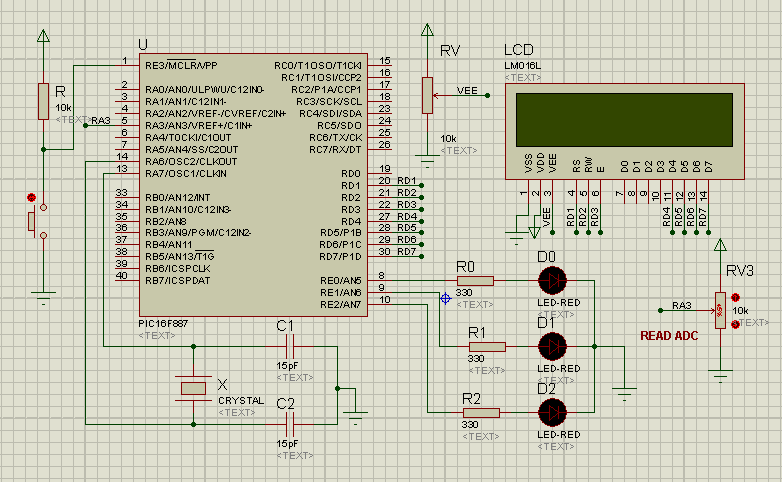 U
RE3/MCLR/VPP
RA0/AN0/ULPWU/C12IN0-
RA1/AN1/C12IN1-
RA2/AN2/VREF-/CVREF/C2IN+
RA3/AN3/VREF+/C1IN+
RA4/T0CKI/C1OUT
RA5/AN4/SS/C2OUT
RA6/OSC2/CLKOUT
RA7/OSC1/CLKIN
RB0/AN12/INT
RB1/AN10/C12IN3-
RB2/AN8
RB3/AN9/PGM/C12IN2-
RB4/AN11
RB5/AN13/T1G
RB6/ICSPCLK
RB7/ICSPDAT
1
2
3
4
5
6
7
14
13
33
34
35
36
37
38
39
40
RC0/T1OSO/T1CKI
RC1/T1OSI/CCP2
RC2/P1A/CCP1
RC3/SCK/SCL
RC4/SDI/SDA
RC5/SDO
RC6/TX/CK
RC7/RX/DT
RD0
RD1
RD2
RD3
RD4
RD5/P1B
RD6/P1C
RD7/P1D
RE0/AN5
RE1/AN6
RE2/AN7
15
16
17
18
23
24
25
26
19
20
21
22
27
28
29
30
8
9
10
RD1
RD2
RD3
RD4
RD5
RD6
RD7
PIC16F887
<TEXT>
R
10k
<TEXT>
RA3
RV
VEE
10k
<TEXT>
LCD
LM016L
<TEXT>
VSS
VDD
VEE
RS
RW
E
D0
D1
D2
D3
D4
D5
D6
D7
1
2
3
4
5
6
7
8
9
10
11
12
13
14
VEE
RD1
RD2
RD3
RD4
RD5
RD6
RD7
R0
330
<TEXT>
D0
LED-RED
<TEXT>
R1
330
<TEXT>
D1
LED-RED
<TEXT>
R2
330
<TEXT>
D2
LED-RED
<TEXT>
RV3
10k
<TEXT>
RA3
READ ADC
C1
15pF
<TEXT>
X
CRYSTAL
<TEXT>
C2
15pF
<TEXT>